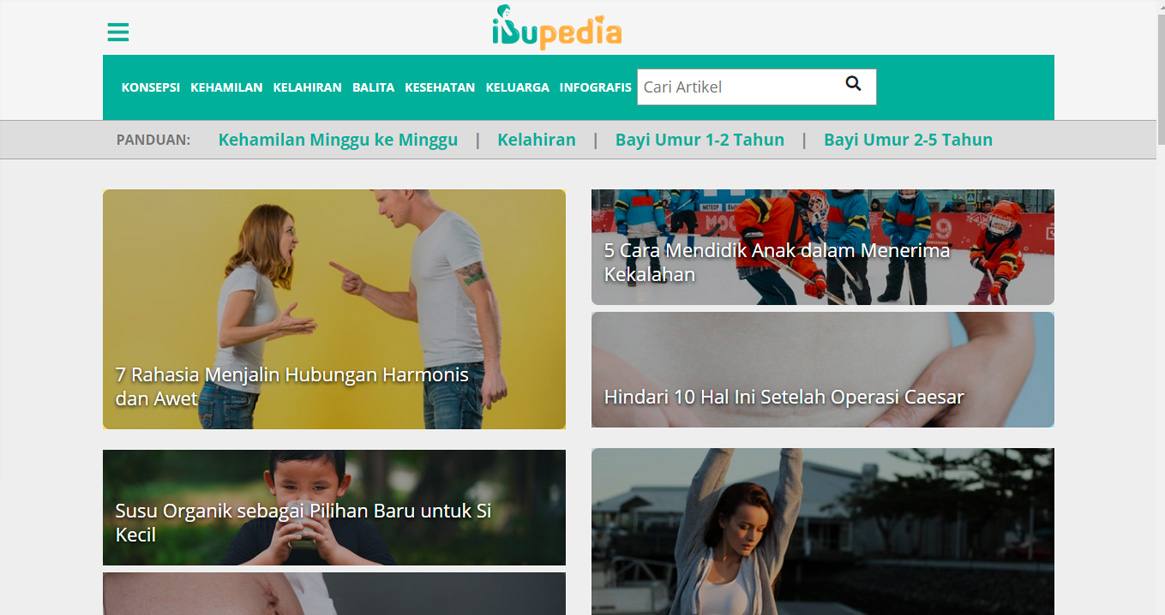 iBupedia
KONSEPSI KEHAMILAN KELAHIRAN BALITA KESEHATAN KELUARGA INFOGRAFIS Cari Artikel
PANDUAN: Kehamilan Minggu ke Minggu | Kelahiran | Bayi Umur 1-2 Tahun | Bayi Umur 2-5 Tahun
7 Rahasia Menjalin Hubungan Harmonis
dan Awet
5 Cara Mendidik Anak dalam Menerima
Kekalahan
Hindari 10 Hal Ini Setelah Operasi Caesar
Susu Organik sebagai Pilihan Baru untuk Si
Kecil